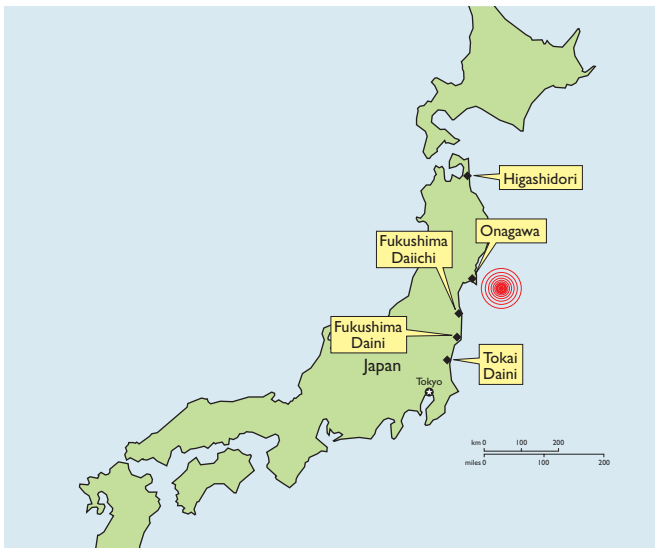 Higashidori
Onagawa
Fukushima
Daiichi
Fukushima
Daini
Tokai
Daini
Japan
Tokyo
km 0 100 200
miles 0 100 200